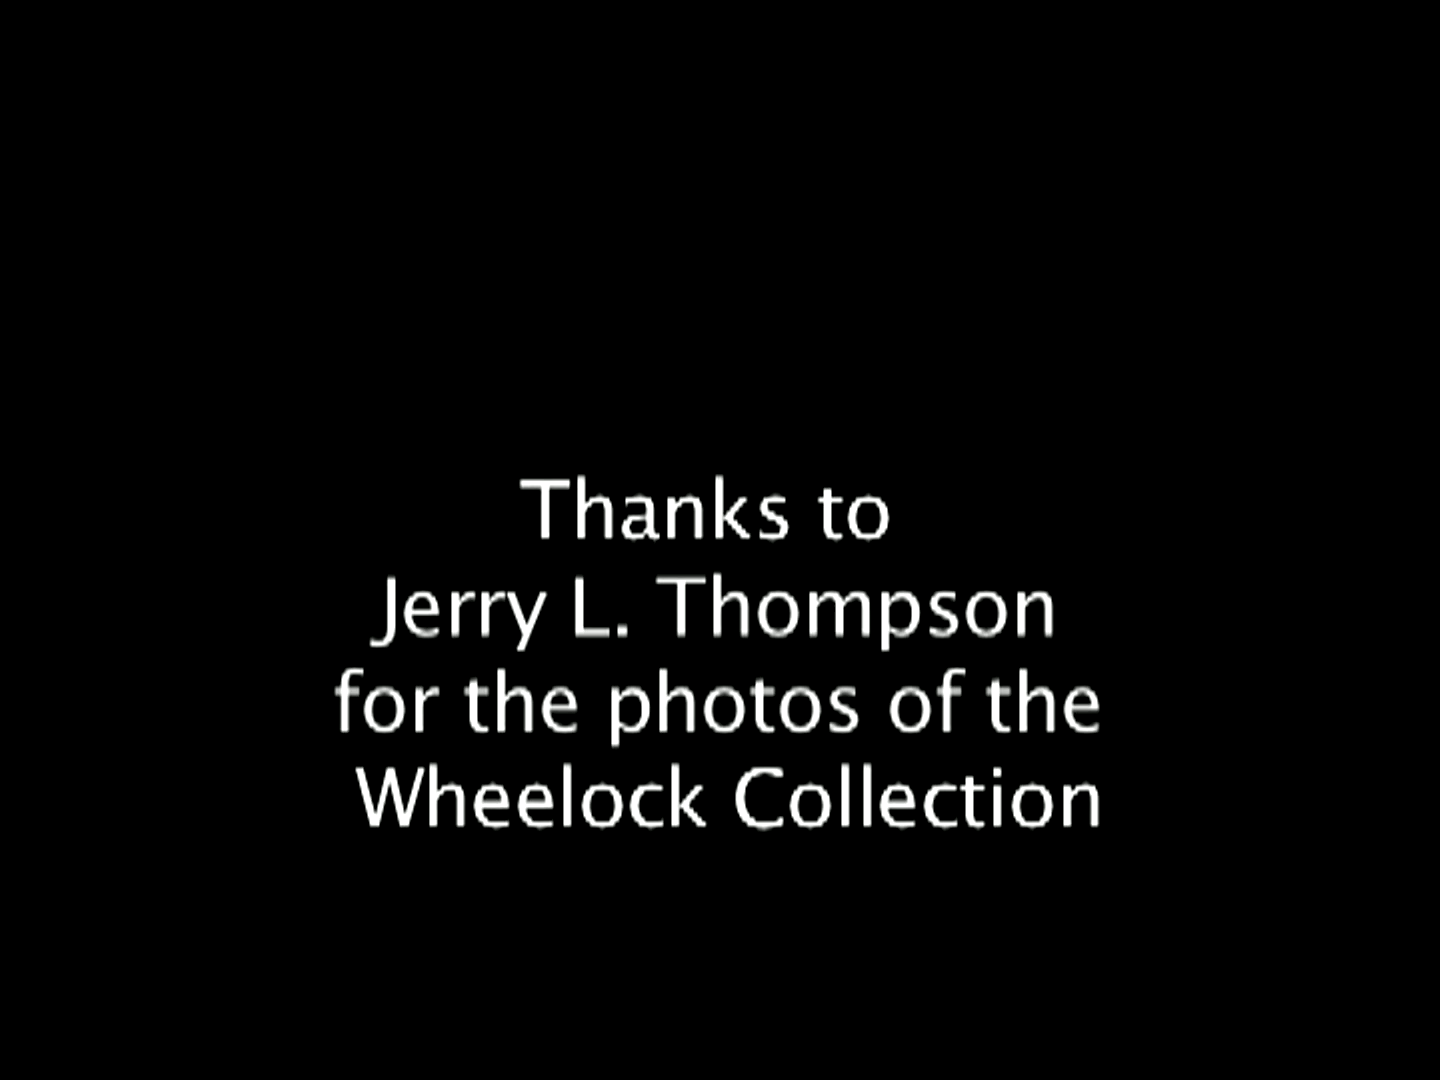 Thanks to
Jerry L. Thompson
for the photos of the
Wheelock Collection